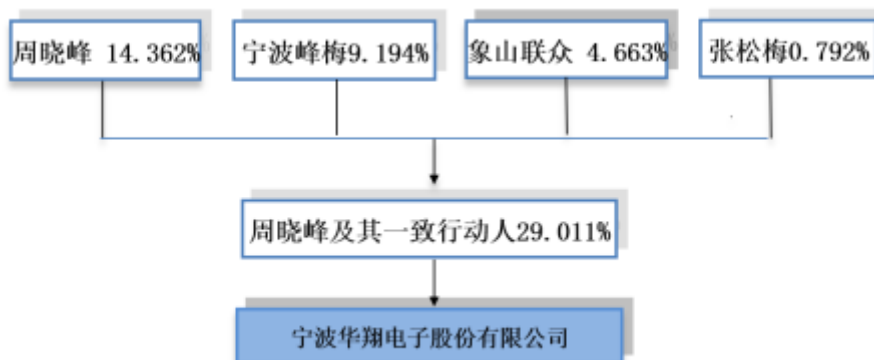 周晓峰 14.362%
宁波峰梅9.194%
象山联众 4.663%
张松梅0.792%
周晓峰及其一致行动人29.011%
宁波华翔电子股份有限公司